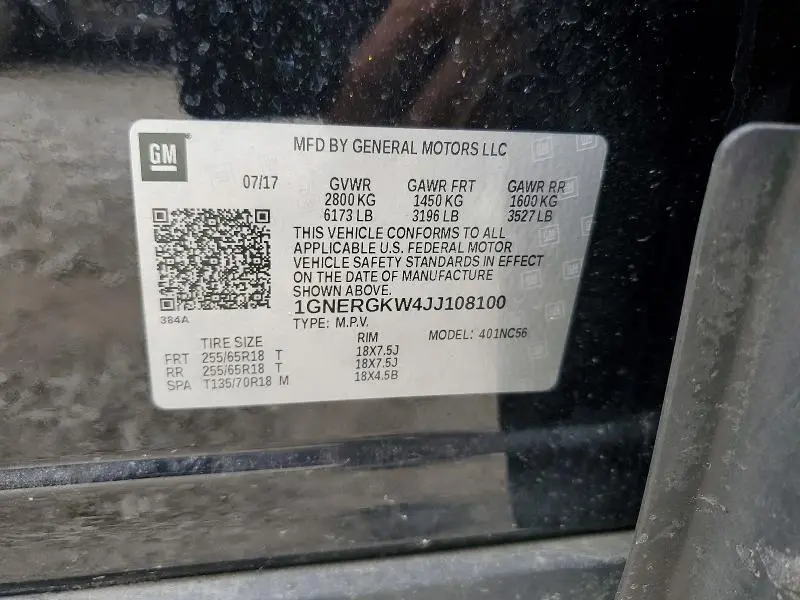 GM
MFD BY GENERAL MOTORS LLC
07/17 GVWR GAWR FRT GAWR RR
2800 KG 1450 KG 1600 KG
6173 LB 3196 LB 3527 LB
THIS VEHICLE CONFORMS TO ALL
APPLICABLE U.S. FEDERAL MOTOR
VEHICLE SAFETY STANDARDS IN EFFECT
ON THE DATE OF MANUFACTURE
SHOWN ABOVE.
1GNERGKW4JJ108100
384A
TYPE: M.P.V.
MODEL: 401NC56
TIRE SIZE RIM
FRT 255/65R18 T 18X7.5J
RR 255/65R18 T 18X7.5J
SPA T135/70R18 M 18X4.5B